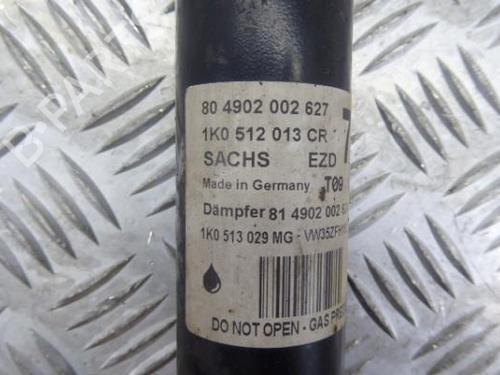 80 4902 002 627
1K0 512 013 CR
SACHS EZD
Made in Germany T09
Dämpfer 81 4902 002
1K0 513 029 MG
DO NOT OPEN - GAS